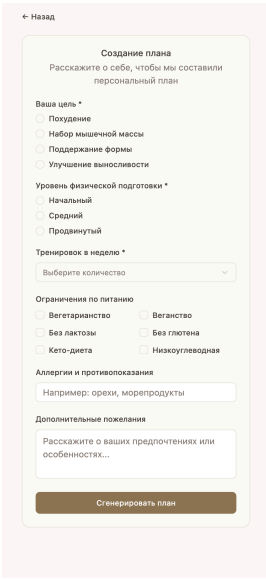 ← Назад
Создание плана
Расскажите о себе, чтобы мы составили
персональный план
Ваша цель *
Похудение
Набор мышечной массы
Поддержание формы
Улучшение выносливости
Уровень физической подготовки *
Начальный
Средний
Продвинутый
Тренировок в неделю *
Выберите количество
Ограничения по питанию
Вегетарианство
Веганство
Без лактозы
Без глютена
Кето-диета
Низкоуглеводная
Аллергии и противопоказания
Например: орехи, морепродукты
Дополнительные пожелания
Расскажите о ваших предпочтениях или
особенностях...
Сгенерировать план